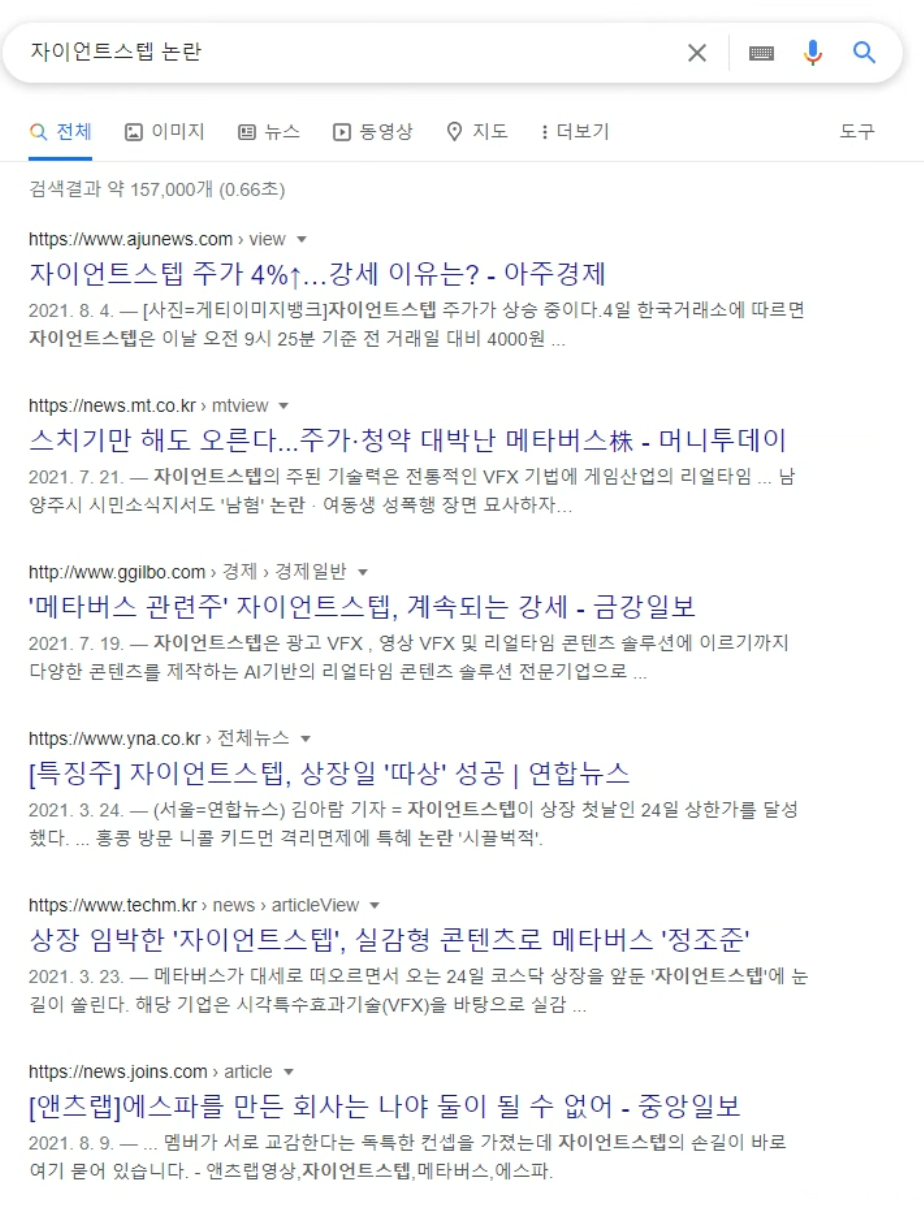 자이언트스텝 논란
전체 이미지 뉴스 동영상 지도 더보기 도구
검색결과 약 157,000개 (0.66초)
https://www.ajunews.com › view
자이언트스텝 주가 4%↑…강세 이유는? - 아주경제
2021. 8. 4. — [사진=게티이미지뱅크]자이언트스텝 주가가 상승 중이다.4일 한국거래소에 따르면
자이언트스텝은 이날 오전 9시 25분 기준 전 거래일 대비 4000원 ...
https://news.mt.co.kr › mtview
스치기만 해도 오른다...주가·청약 대박난 메타버스株 - 머니투데이
2021. 7. 21. — 자이언트스텝의 주된 기술력은 전통적인 VFX 기법에 게임산업의 리얼타임 ... 남
양주시 시민소식지서도 '남혐' 논란 · 여동생 성폭행 장면 묘사하자...
http://www.ggilbo.com › 경제 › 경제일반
'메타버스 관련주' 자이언트스텝, 계속되는 강세 - 금강일보
2021. 7. 19. — 자이언트스텝은 광고 VFX , 영상 VFX 및 리얼타임 콘텐츠 솔루션에 이르기까지
다양한 콘텐츠를 제작하는 AI기반의 리얼타임 콘텐츠 솔루션 전문기업으로 ...
https://www.yna.co.kr › 전체뉴스
[특징주] 자이언트스텝, 상장일 '따상' 성공 | 연합뉴스
2021. 3. 24. — (서울=연합뉴스) 김아람 기자 = 자이언트스텝이 상장 첫날인 24일 상한가를 달성
했다. ... 홍콩 방문 니콜 키드먼 격리면제에 특혜 논란 '시끌벅적'.
https://www.techm.kr › news › articleView
상장 임박한 '자이언트스텝', 실감형 콘텐츠로 메타버스 '정조준'
2021. 3. 23. — 메타버스가 대세로 떠오르면서 오는 24일 코스닥 상장을 앞둔 '자이언트스텝'에 눈
길이 쏠린다. 해당 기업은 시각특수효과기술(VFX)을 바탕으로 실감 ...
https://news.joins.com › article
[앤츠랩]에스파를 만든 회사는 나야 둘이 될 수 없어 - 중앙일보
2021. 8. 9. — ... 멤버가 서로 교감한다는 독특한 컨셉을 가졌는데 자이언트스텝의 손길이 바로
여기 묻어 있습니다. - 앤츠랩영상,자이언트스텝,메타버스,에스파.